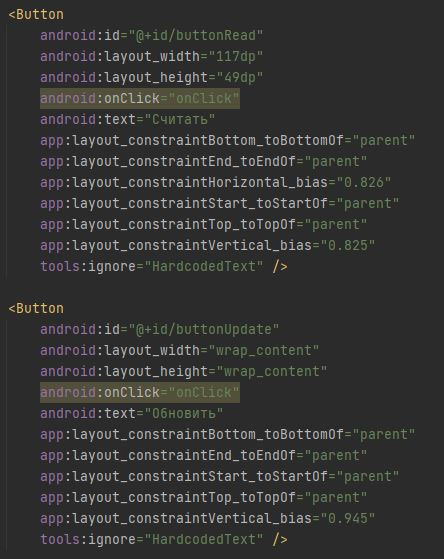 <Button
android:id="@+id/buttonRead"
android:layout_width="117dp"
android:layout_height="49dp"
android:onClick="onClick"
android:text="Считать"
app:layout_constraintBottom_toBottomOf="parent"
app:layout_constraintEnd_toEndOf="parent"
app:layout_constraintHorizontal_bias="0.826"
app:layout_constraintStart_toStartOf="parent"
app:layout_constraintTop_toTopOf="parent"
app:layout_constraintVertical_bias="0.825"
tools:ignore="HardcodedText" />
<Button
android:id="@+id/buttonUpdate"
android:layout_width="wrap_content"
android:layout_height="wrap_content"
android:onClick="onClick"
android:text="Обновить"
app:layout_constraintBottom_toBottomOf="parent"
app:layout_constraintEnd_toEndOf="parent"
app:layout_constraintStart_toStartOf="parent"
app:layout_constraintTop_toTopOf="parent"
app:layout_constraintVertical_bias="0.945"
tools:ignore="HardcodedText" />